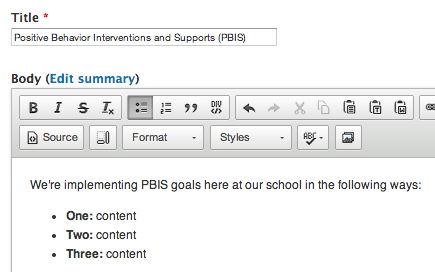 Title *
Positive Behavior Interventions and Supports (PBIS)
Body (Edit summary)
B I S Tx DIV
Source Format Styles ABC
We're implementing PBIS goals here at our school in the following ways:
• One: content
• Two: content
• Three: content